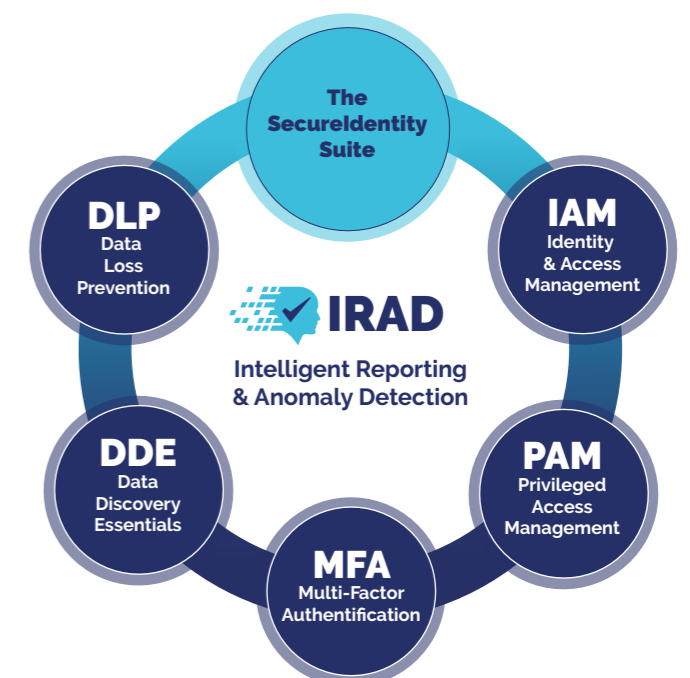 The
SecureIdentity
Suite
DLP
Data
Loss
Prevention
IAM
Identity
& Access
Management
IRAD
Intelligent Reporting
& Anomaly Detection
DDE
Data
Discovery
Essentials
PAM
Privileged
Access
Management
MFA
Multi-Factor
Authentification